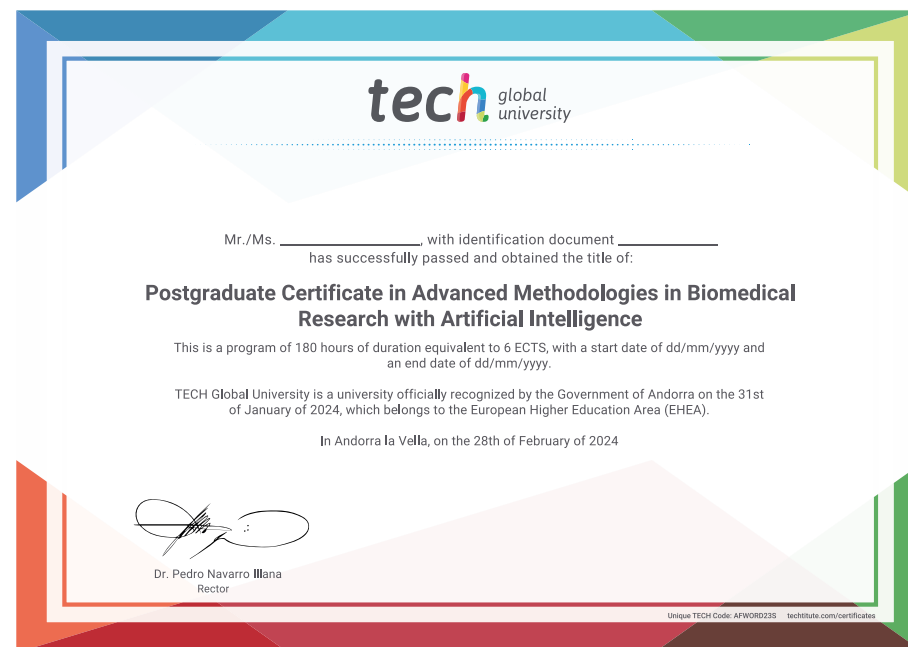 tech global
university
Mr./Ms. ____________, with identification document ____________
has successfully passed and obtained the title of:
Postgraduate Certificate in Advanced Methodologies in Biomedical
Research with Artificial Intelligence
This is a program of 180 hours of duration equivalent to 6 ECTS, with a start date of dd/mm/yyyy and
an end date of dd/mm/yyyy.
TECH Global University is a university officially recognized by the Government of Andorra on the 31st
of January of 2024, which belongs to the European Higher Education Area (EHEA).
In Andorra la Vella, on the 28th of February of 2024
Dr. Pedro Navarro Illana
Rector
Unique TECH Code: AFWORD23S techtitute.com/certificates